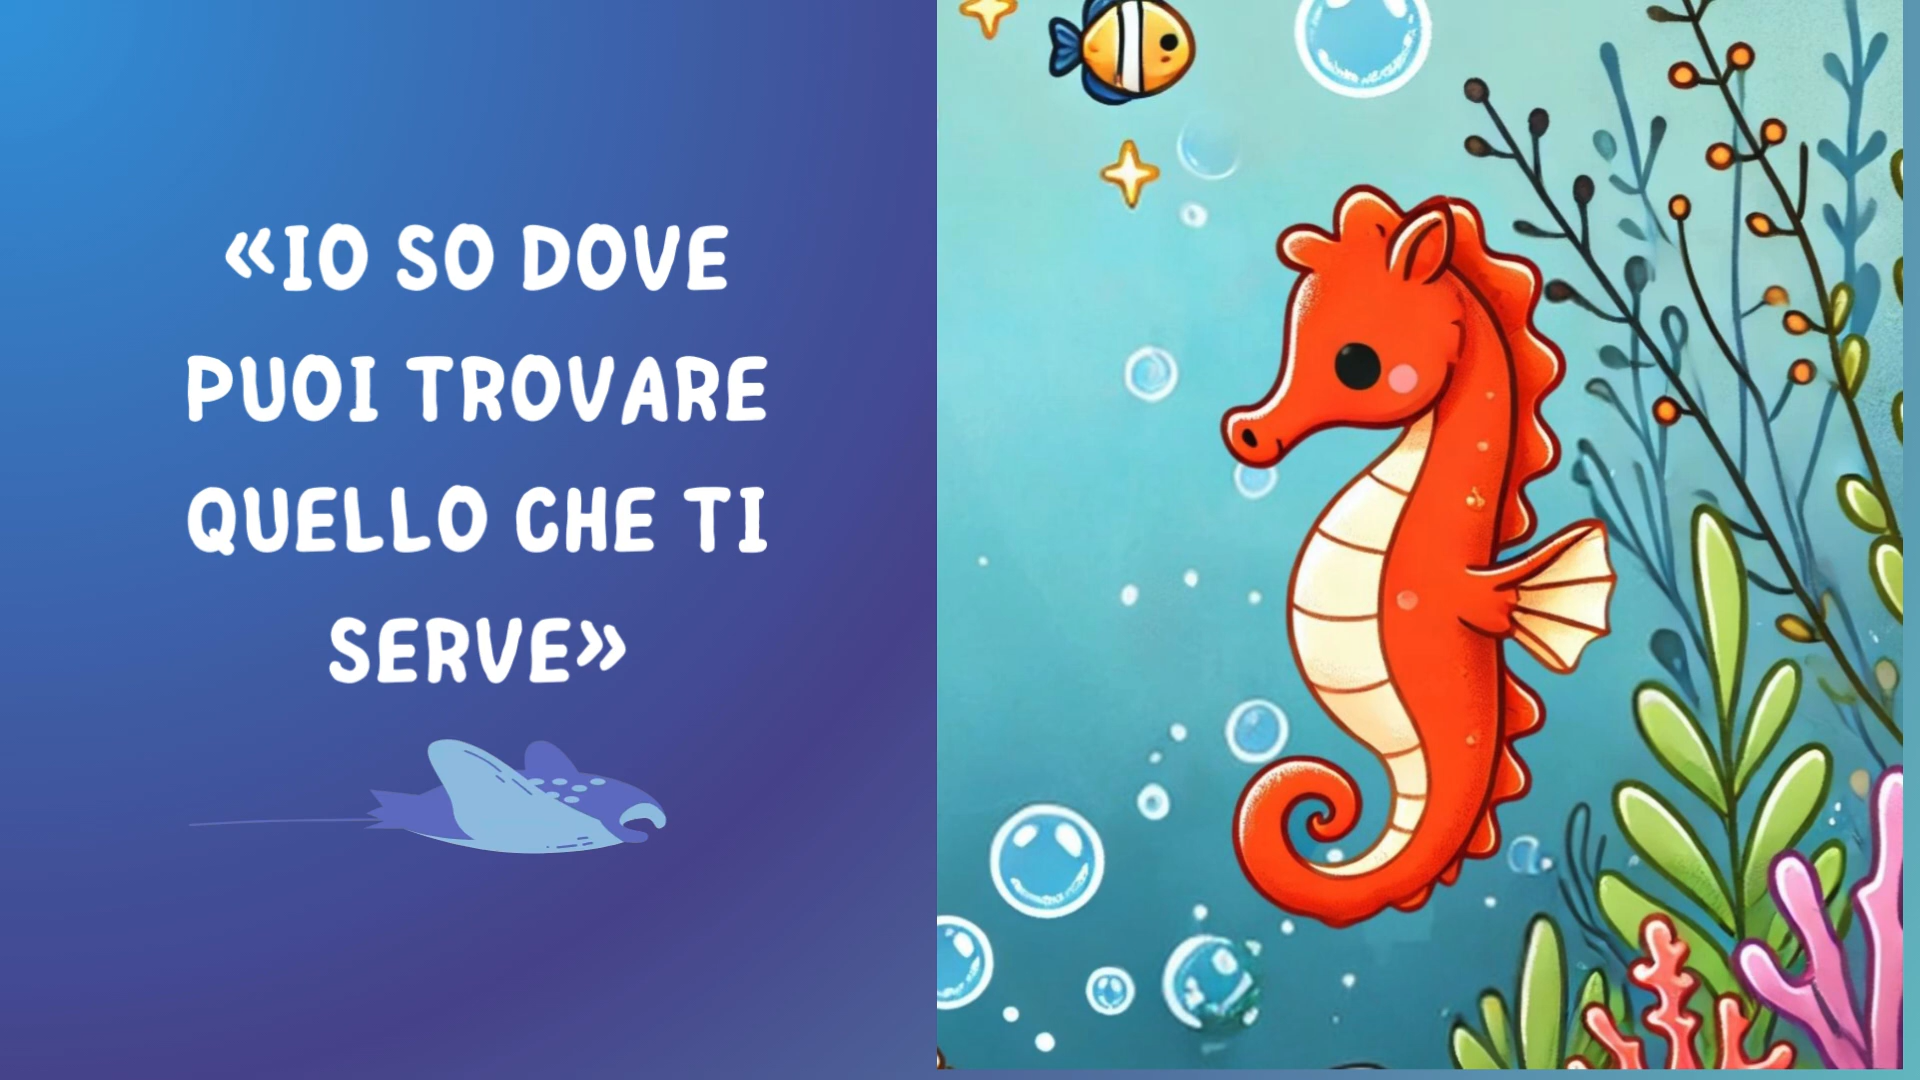 «IO SO DOVE
PUOI TROVARE
QUELLO CHE TI
SERVE»